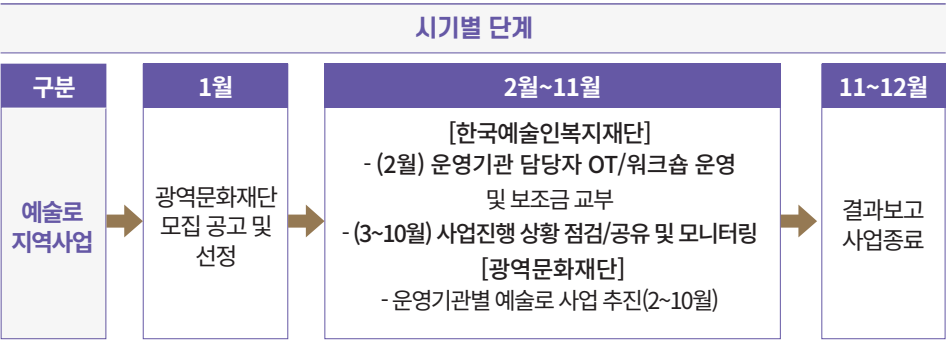 시기별 단계
구분
1월
2월~11월
11~12월
예술로
지역사업
광역문화재단
모집 공고 및
선정
[한국예술인복지재단]
- (2월) 운영기관 담당자 OT/워크숍 운영
및 보조금 교부
- (3~10월) 사업진행 상황 점검/공유 및 모니터링
[광역문화재단]
- 운영기관별 예술로 사업 추진(2~10월)
결과보고
사업종료